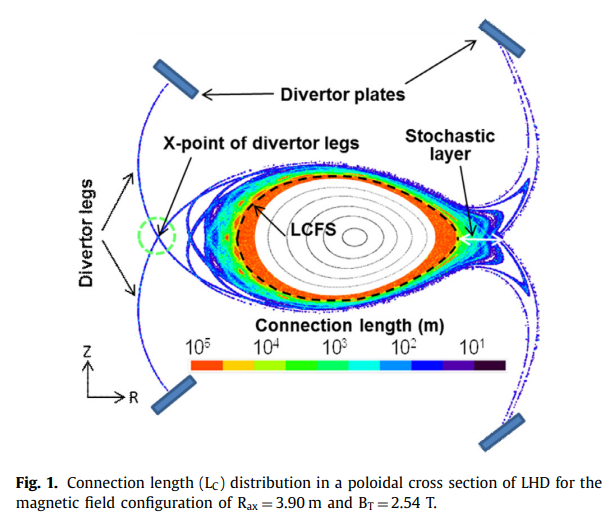 Divertor plates
X-point of divertor legs
Stochastic
layer
Divertor legs
LCFS
Connection length (m)
10⁵ 10⁴ 10³ 10² 10¹
Z
R
Fig. 1. Connection length (L_C) distribution in a poloidal cross section of LHD for the
magnetic field configuration of R_ax = 3.90 m and B_T = 2.54 T.